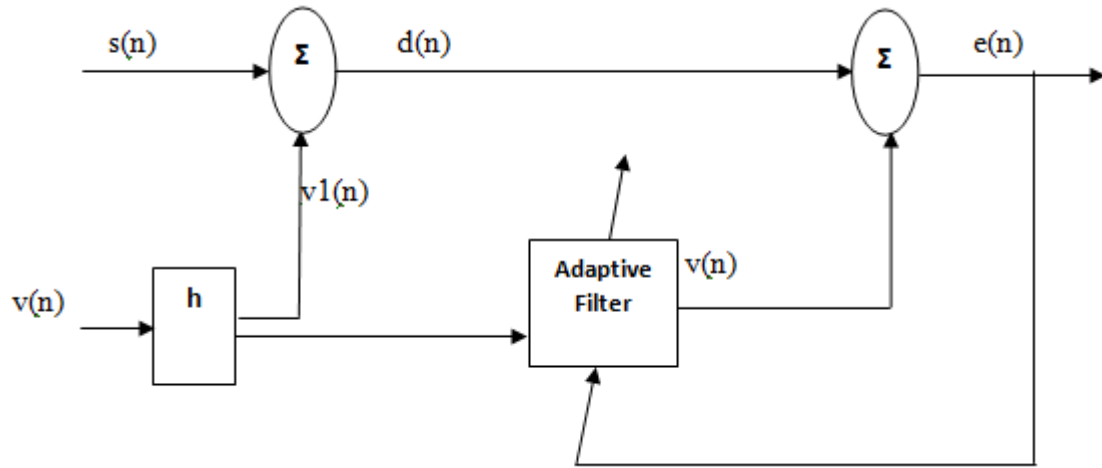 s(n)
Σ
d(n)
Σ
e(n)
v1(n)
v(n)
h
Adaptive
Filter
v(n)